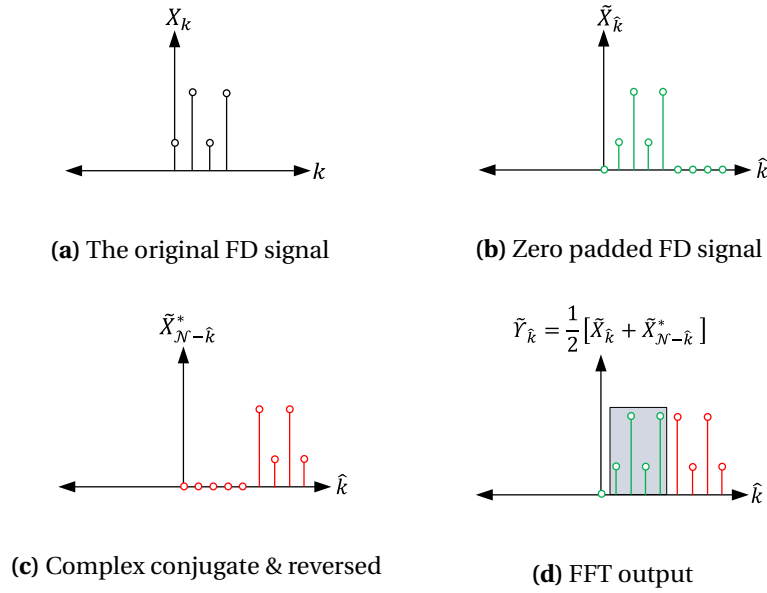 X_k
k
(a) The original FD signal
X̃_k̂
k̂
(b) Zero padded FD signal
X̃*_{𝒩−k̂}
k̂
(c) Complex conjugate & reversed
Ỹ_k̂ = 1/2 [X̃_k̂ + X̃*_{𝒩−k̂}]
k̂
(d) FFT output